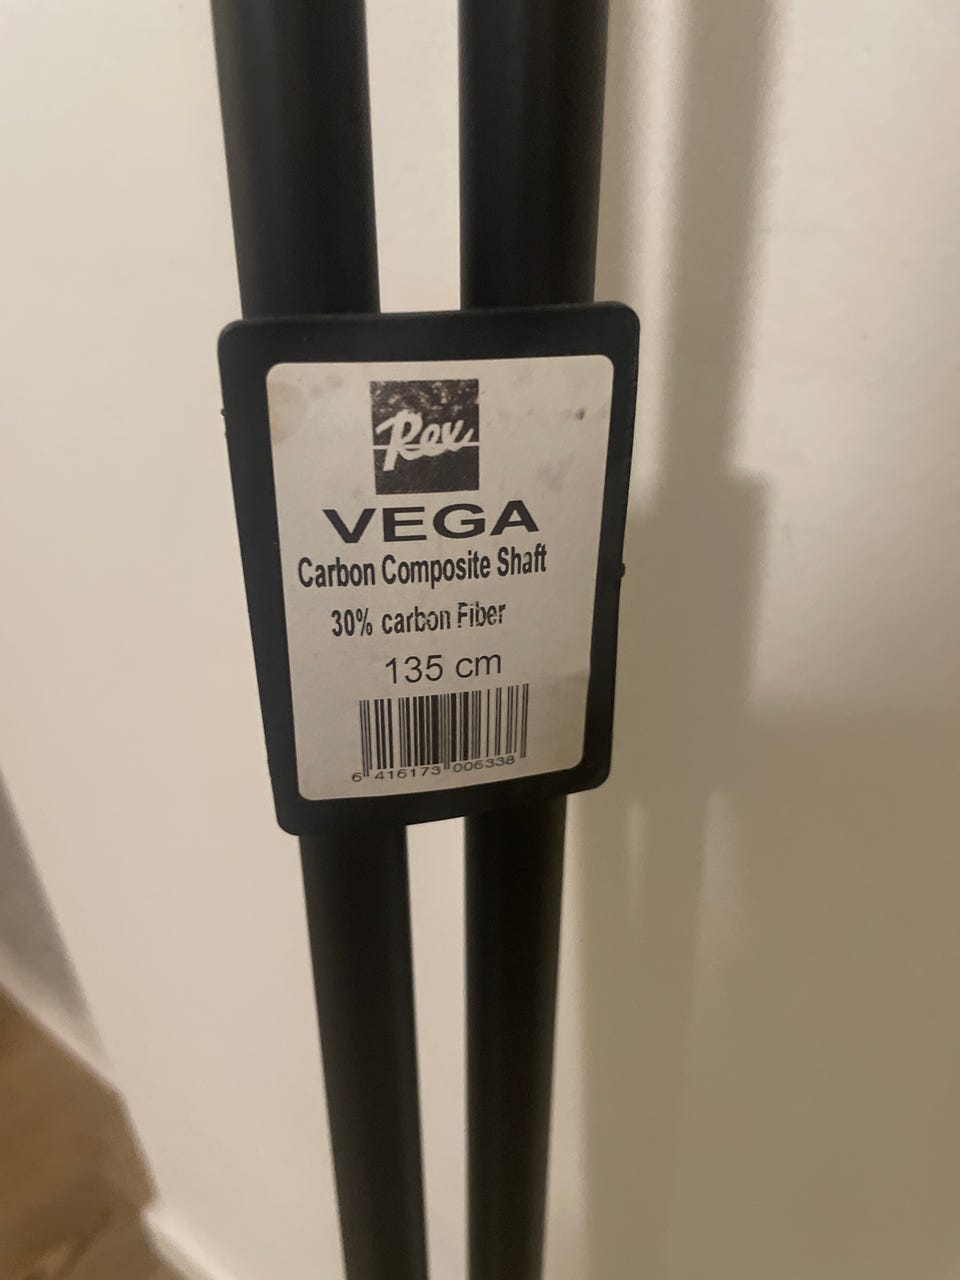 Rex
VEGA
Carbon Composite Shaft
30% carbon Fiber
135 cm
6 416173 006338